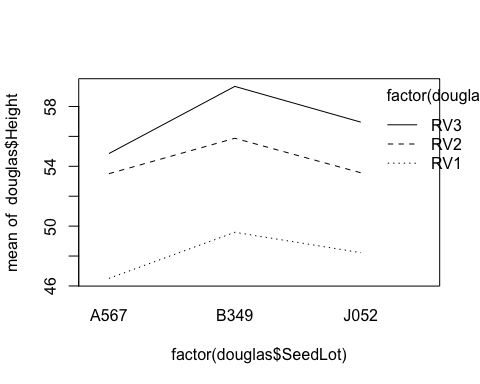 factor(dougla
RV3
RV2
RV1
mean of douglas$Height
58
54
50
46
A567 B349 J052
factor(douglas$SeedLot)